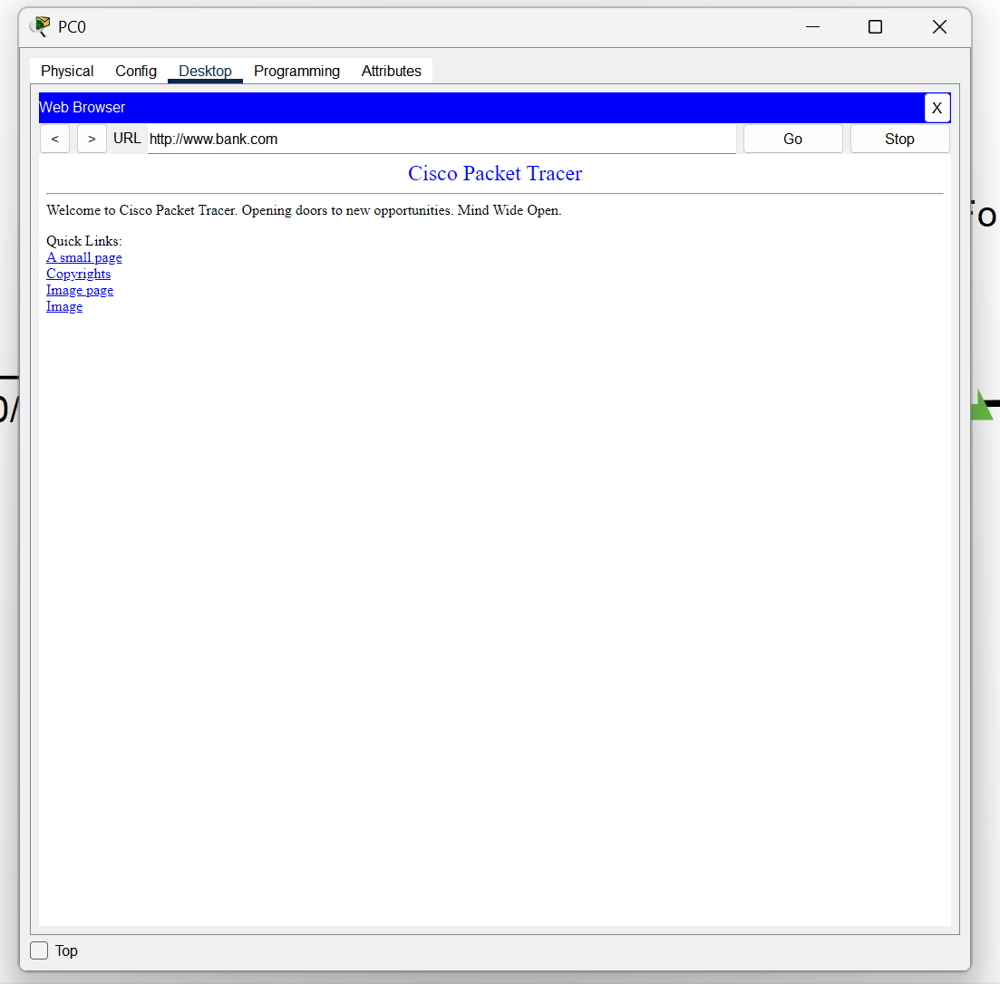 PC0
Physical Config Desktop Programming Attributes
Web Browser X
< > URL http://www.bank.com Go Stop
Cisco Packet Tracer
Welcome to Cisco Packet Tracer. Opening doors to new opportunities. Mind Wide Open.
Quick Links:
A small page
Copyrights
Image page
Image
0/
Top